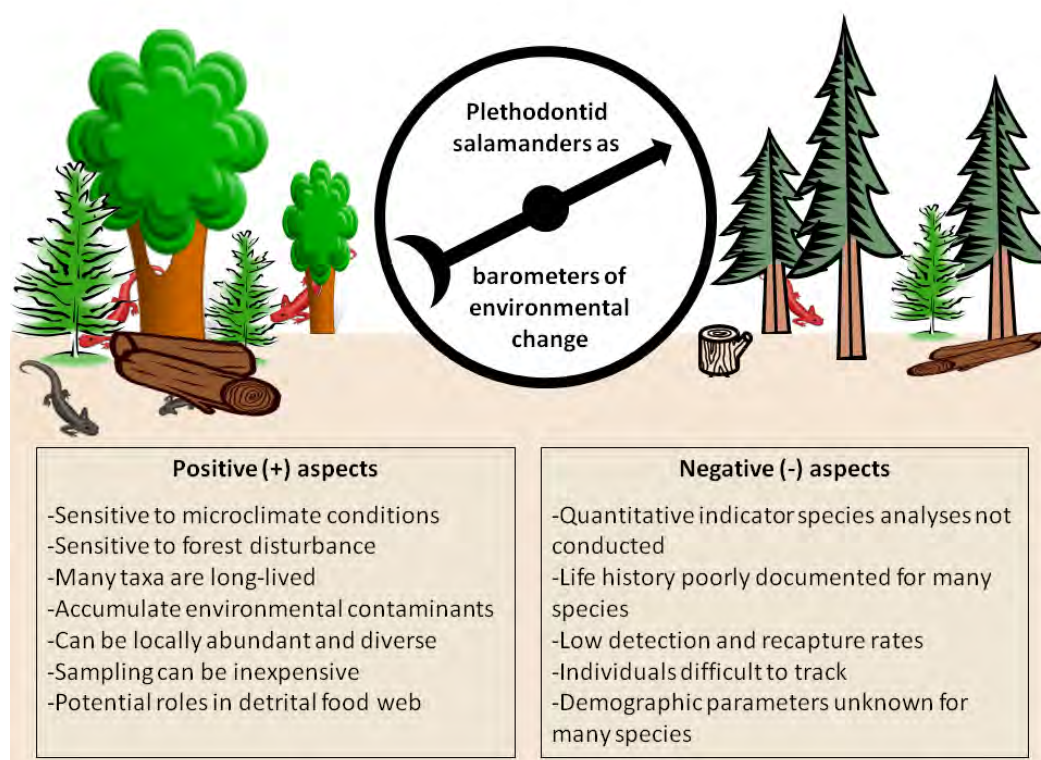 Plethodontid
salamanders as
barometers of
environmental
change
Positive (+) aspects
-Sensitive to microclimate conditions
-Sensitive to forest disturbance
-Many taxa are long-lived
-Accumulate environmental contaminants
-Can be locally abundant and diverse
-Sampling can be inexpensive
-Potential roles in detrital food web
Negative (-) aspects
-Quantitative indicator species analyses not
conducted
-Life history poorly documented for many
species
-Low detection and recapture rates
-Individuals difficult to track
-Demographic parameters unknown for
many species